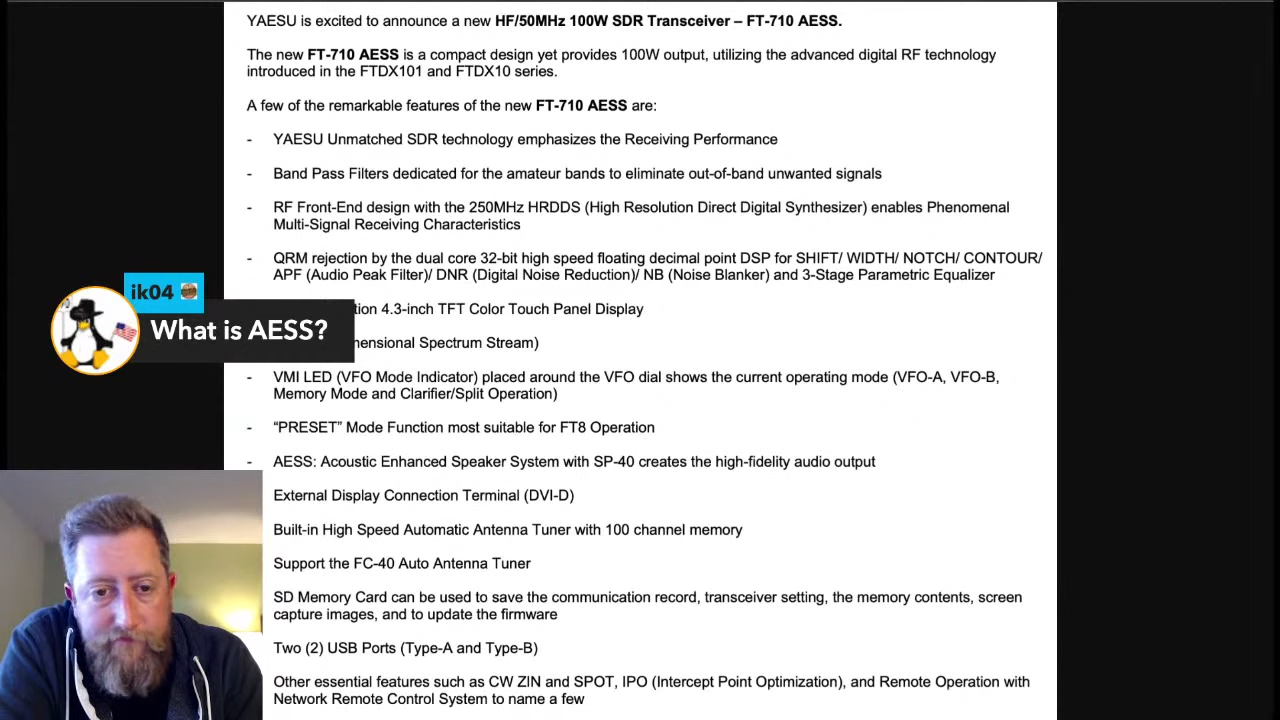 YAESU is excited to announce a new HF/50MHz 100W SDR Transceiver – FT-710 AESS.
The new FT-710 AESS is a compact design yet provides 100W output, utilizing the advanced digital RF technology
introduced in the FTDX101 and FTDX10 series.
A few of the remarkable features of the new FT-710 AESS are:
- YAESU Unmatched SDR technology emphasizes the Receiving Performance
- Band Pass Filters dedicated for the amateur bands to eliminate out-of-band unwanted signals
- RF Front-End design with the 250MHz HRDDS (High Resolution Direct Digital Synthesizer) enables Phenomenal
Multi-Signal Receiving Characteristics
- QRM rejection by the dual core 32-bit high speed floating decimal point DSP for SHIFT/ WIDTH/ NOTCH/ CONTOUR/
APF (Audio Peak Filter)/ DNR (Digital Noise Reduction)/ NB (Noise Blanker) and 3-Stage Parametric Equalizer
ik04
What is AESS?
tion 4.3-inch TFT Color Touch Panel Display
mensional Spectrum Stream)
- VMI LED (VFO Mode Indicator) placed around the VFO dial shows the current operating mode (VFO-A, VFO-B,
Memory Mode and Clarifier/Split Operation)
- “PRESET” Mode Function most suitable for FT8 Operation
- AESS: Acoustic Enhanced Speaker System with SP-40 creates the high-fidelity audio output
External Display Connection Terminal (DVI-D)
Built-in High Speed Automatic Antenna Tuner with 100 channel memory
Support the FC-40 Auto Antenna Tuner
SD Memory Card can be used to save the communication record, transceiver setting, the memory contents, screen
capture images, and to update the firmware
Two (2) USB Ports (Type-A and Type-B)
Other essential features such as CW ZIN and SPOT, IPO (Intercept Point Optimization), and Remote Operation with
Network Remote Control System to name a few